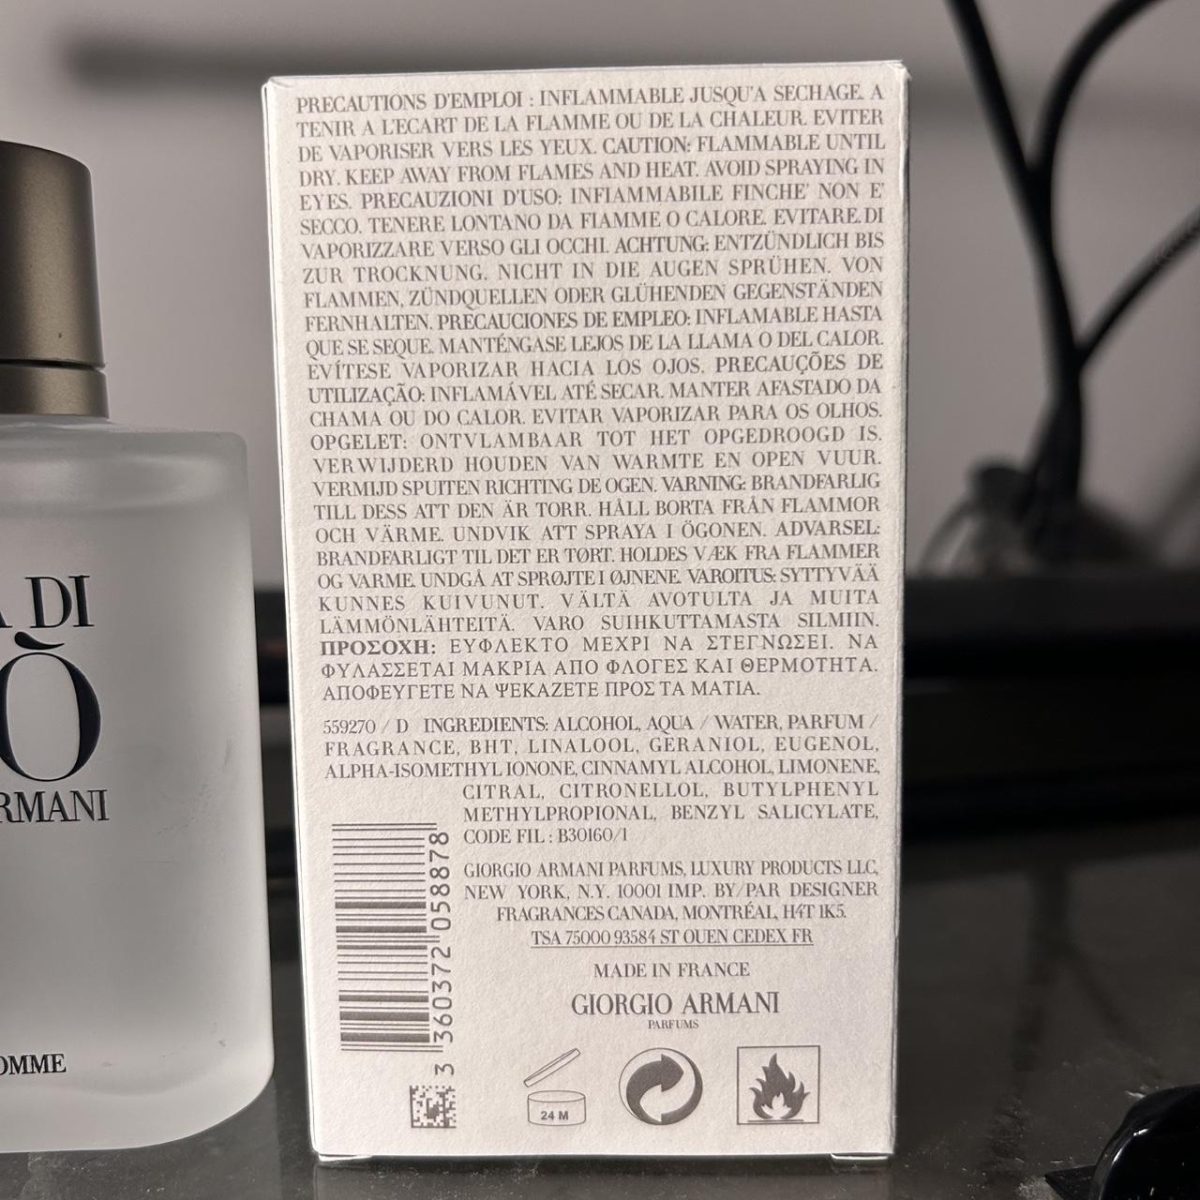 PRECAUTIONS D'EMPLOI : INFLAMMABLE JUSQU'A SECHAGE. A
TENIR A L'ECART DE LA FLAMME OU DE LA CHALEUR. EVITER
DE VAPORISER VERS LES YEUX. CAUTION: FLAMMABLE UNTIL
DRY. KEEP AWAY FROM FLAMES AND HEAT. AVOID SPRAYING IN
EYES. PRECAUZIONI D'USO: INFIAMMABILE FINCHE' NON E'
SECCO. TENERE LONTANO DA FIAMME O CALORE. EVITARE DI
VAPORIZZARE VERSO GLI OCCHI. ACHTUNG: ENTZÜNDLICH BIS
ZUR TROCKNUNG. NICHT IN DIE AUGEN SPRÜHEN. VON
FLAMMEN, ZÜNDQUELLEN ODER GLÜHENDEN GEGENSTÄNDEN
FERNHALTEN. PRECAUCIONES DE EMPLEO: INFLAMABLE HASTA
QUE SE SEQUE. MANTÉNGASE LEJOS DE LA LLAMA O DEL CALOR.
EVÍTESE VAPORIZAR HACIA LOS OJOS. PRECAUÇÕES DE
UTILIZAÇÃO: INFLAMÁVEL ATÉ SECAR. MANTER AFASTADO DA
CHAMA OU DO CALOR. EVITAR VAPORIZAR PARA OS OLHOS.
OPGELET: ONTVLAMBAAR TOT HET OPGEDROOGD IS.
VERWIJDERD HOUDEN VAN WARMTE EN OPEN VUUR.
VERMIJD SPUITEN RICHTING DE OGEN. VARNING: BRANDFARLIG
TILL DESS ATT DEN ÄR TORR. HÅLL BORTA FRÅN FLAMMOR
OCH VÄRME. UNDVIK ATT SPRAYA I ÖGONEN. ADVARSEL:
BRANDFARLIGT TIL DET ER TØRT. HOLDES VÆK FRA FLAMMER
OG VARME. UNDGÅ AT SPRØJTE I ØJNENE. VAROITUS: SYTTYVÄÄ
KUNNES KUIVUNUT. VÄLTÄ AVOTULTA JA MUITA
LÄMMÖNLÄHTEITÄ. VARO SUIHKUTTAMASTA SILMIIN.
ΠΡΟΣΟΧΗ: ΕΥΦΛΕΚΤΟ ΜΕΧΡΙ ΝΑ ΣΤΕΓΝΩΣΕΙ. ΝΑ
ΦΥΛΑΣΣΕΤΑΙ ΜΑΚΡΙΑ ΑΠΟ ΦΛΟΓΕΣ ΚΑΙ ΘΕΡΜΟΤΗΤΑ.
ΑΠΟΦΕΥΓΕΤΕ ΝΑ ΨΕΚΑΖΕΤΕ ΠΡΟΣ ΤΑ ΜΑΤΙΑ.
559270 / D INGREDIENTS: ALCOHOL, AQUA / WATER, PARFUM /
FRAGRANCE, BHT, LINALOOL, GERANIOL, EUGENOL,
ALPHA-ISOMETHYL IONONE, CINNAMYL ALCOHOL, LIMONENE,
CITRAL, CITRONELLOL, BUTYLPHENYL
METHYLPROPIONAL, BENZYL SALICYLATE,
CODE FIL : B30160/1
GIORGIO ARMANI PARFUMS, LUXURY PRODUCTS LLC,
NEW YORK, N.Y. 10001 IMP. BY/PAR DESIGNER
FRAGRANCES CANADA, MONTRÉAL, H4T 1K5.
TSA 75000 93584 ST OUEN CEDEX FR
MADE IN FRANCE
GIORGIO ARMANI
PARFUMS
24 M
3 360372 058878
A DI
Ò
ARMANI
OMME